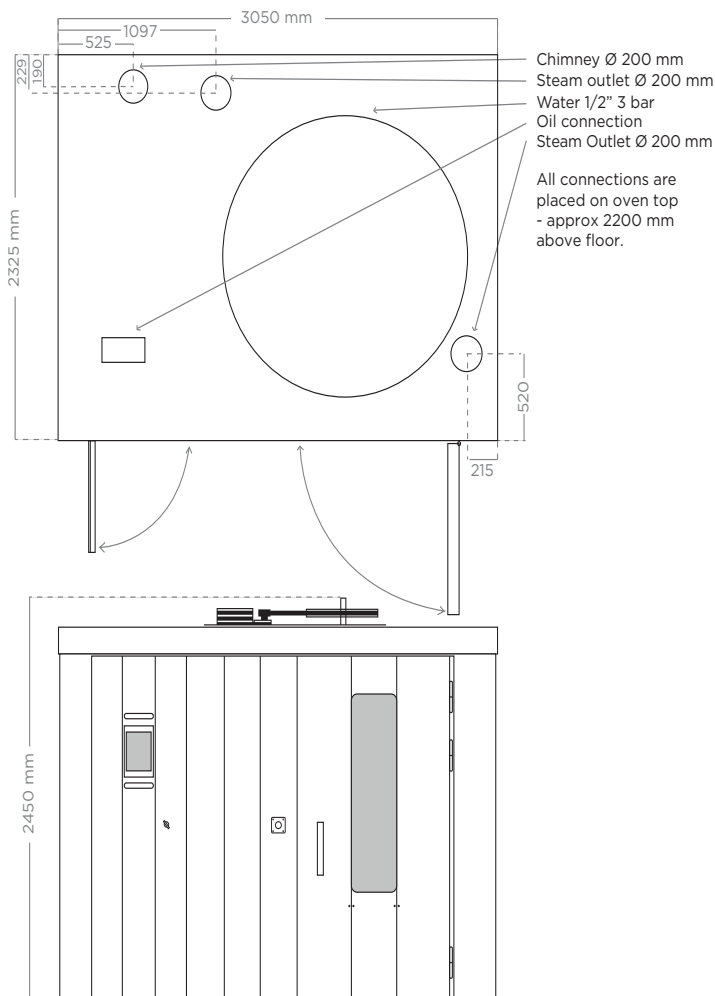 3050 mm
1097
525
229
190
Chimney Ø 200 mm
Steam outlet Ø 200 mm
Water 1/2” 3 bar
Oil connection
Steam Outlet Ø 200 mm
All connections are
placed on oven top
- approx 2200 mm
above floor.
2325 mm
520
215
2450 mm